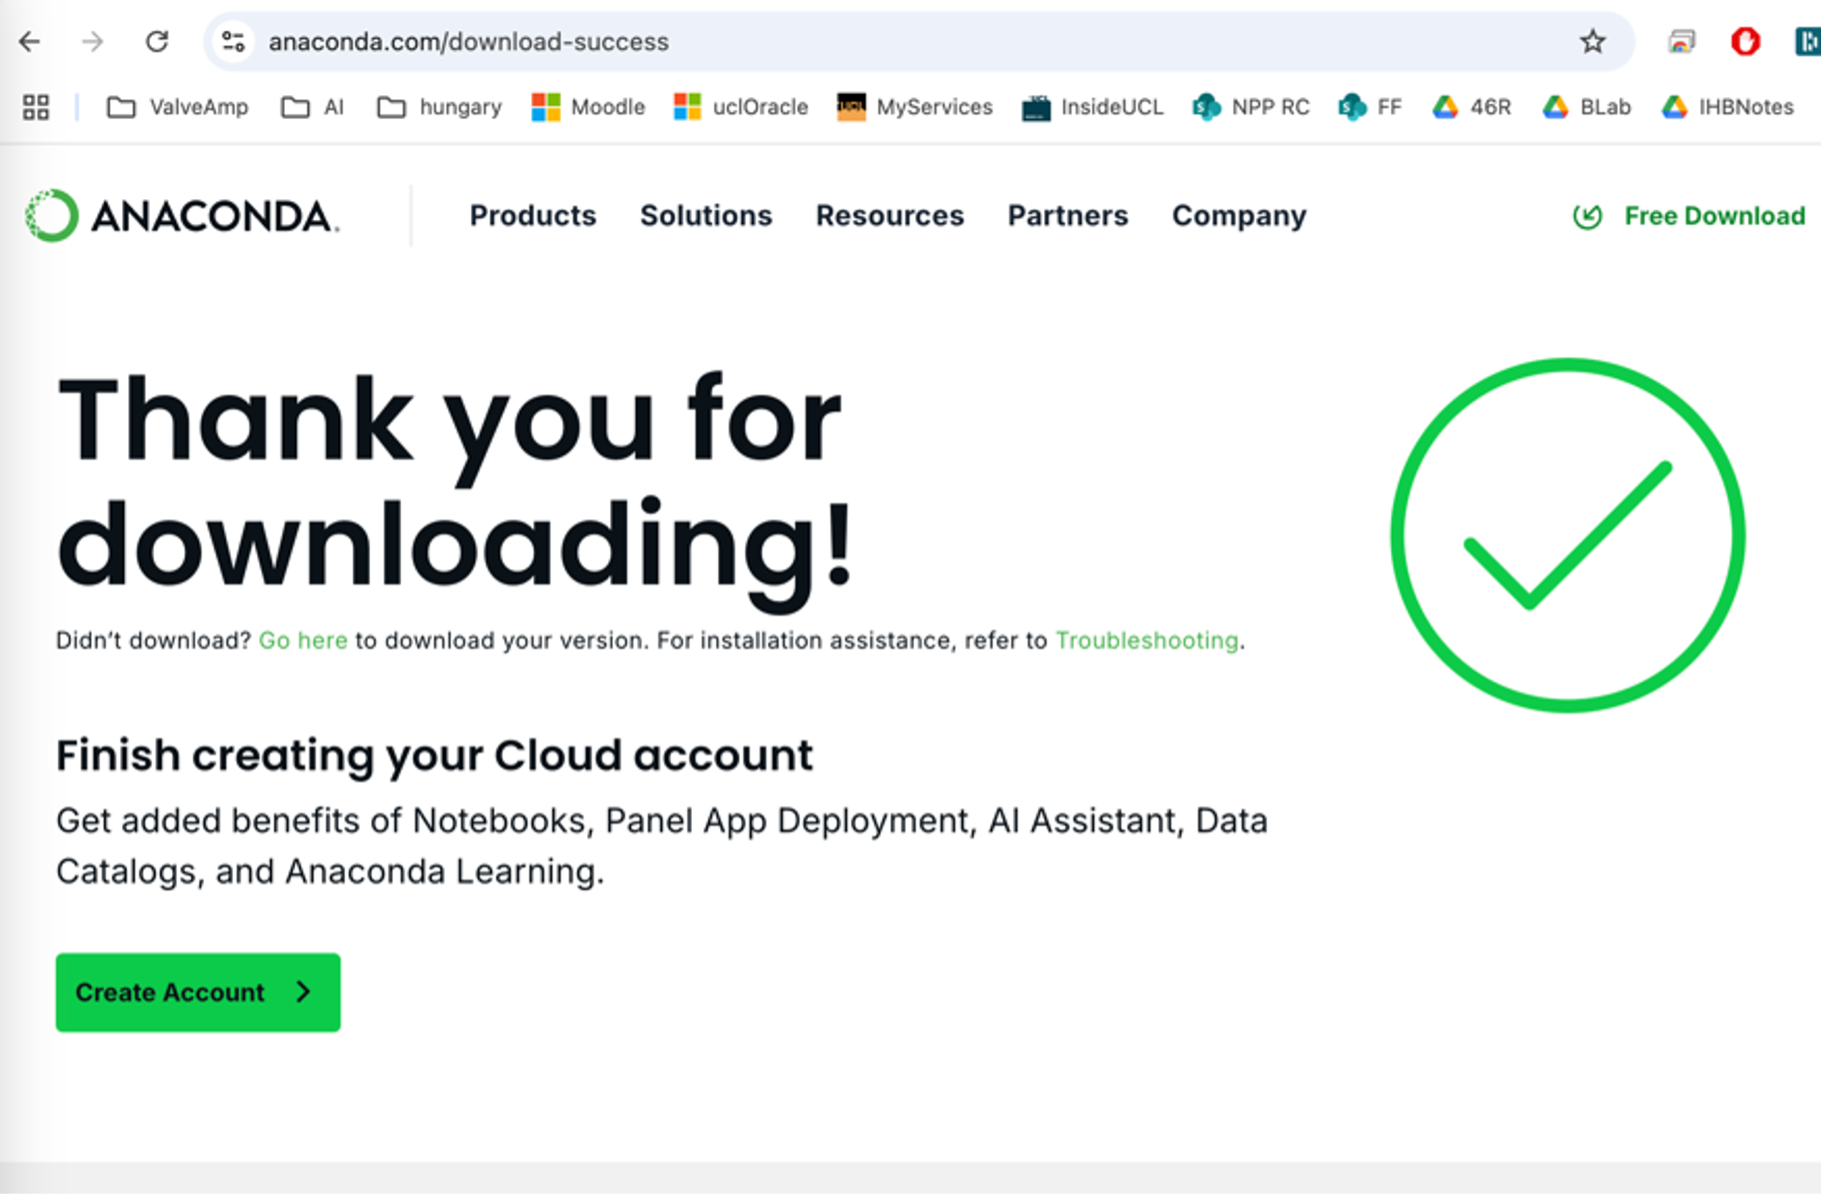 anaconda.com/download-success
ValveAmp AI hungary Moodle uclOracle MyServices InsideUCL NPP RC FF 46R BLab IHBNotes
ANACONDA. Products Solutions Resources Partners Company Free Download
Thank you for
downloading!
Didn’t download? Go here to download your version. For installation assistance, refer to Troubleshooting.
Finish creating your Cloud account
Get added benefits of Notebooks, Panel App Deployment, AI Assistant, Data
Catalogs, and Anaconda Learning.
Create Account